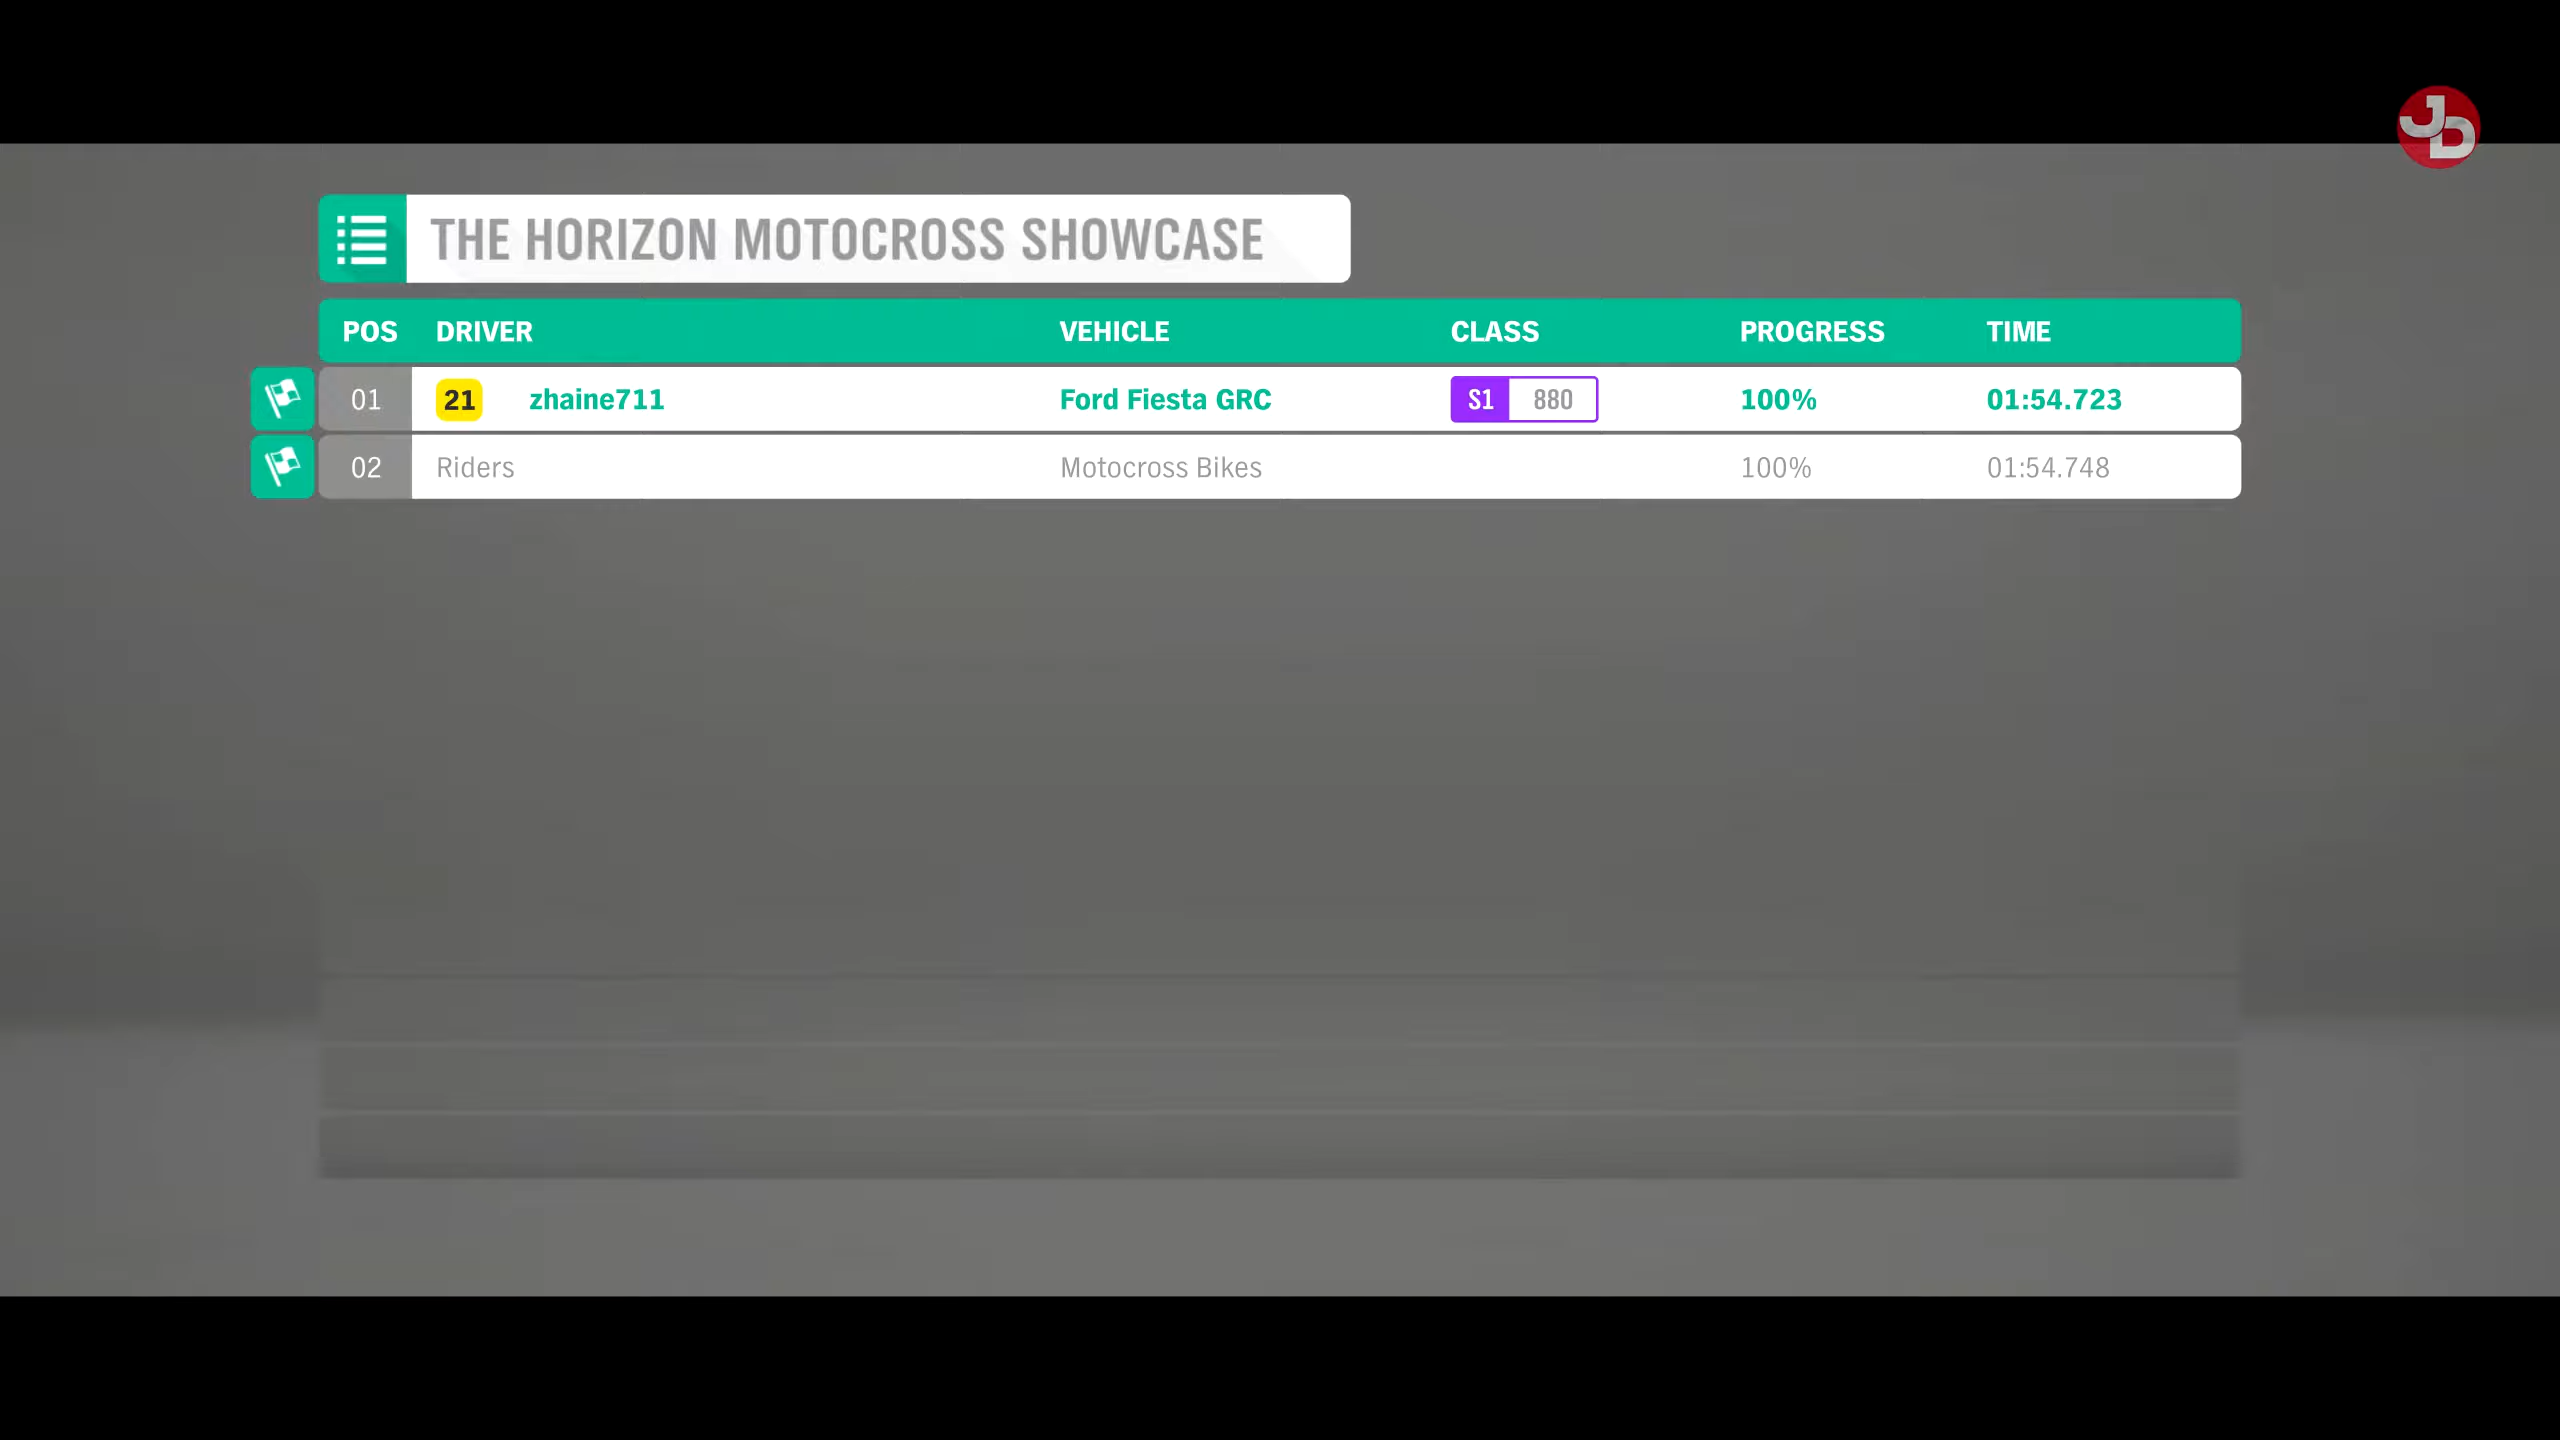 JD
THE HORIZON MOTOCROSS SHOWCASE
POS DRIVER VEHICLE CLASS PROGRESS TIME
01 21 zhaine711 Ford Fiesta GRC S1 880 100% 01:54.723
02 Riders Motocross Bikes 100% 01:54.748